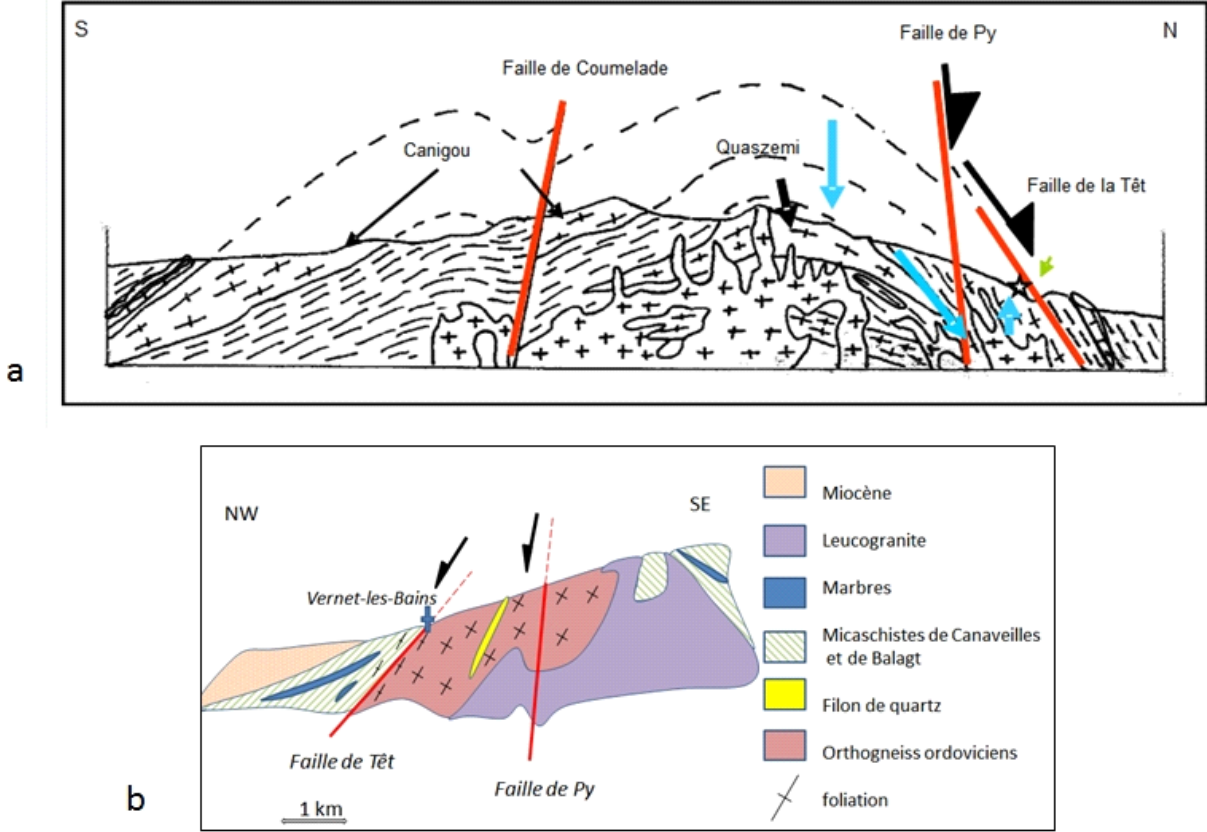 S
N
Faille de Py
Faille de Coumelade
Canigou
Quaszemi
Faille de la Têt
a
NW
SE
Vernet-les-Bains
Faille de Têt
Faille de Py
1 km
b
Miocène
Leucogranite
Marbres
Micaschistes de Canaveilles
et de Balagt
Filon de quartz
Orthogneiss ordoviciens
foliation